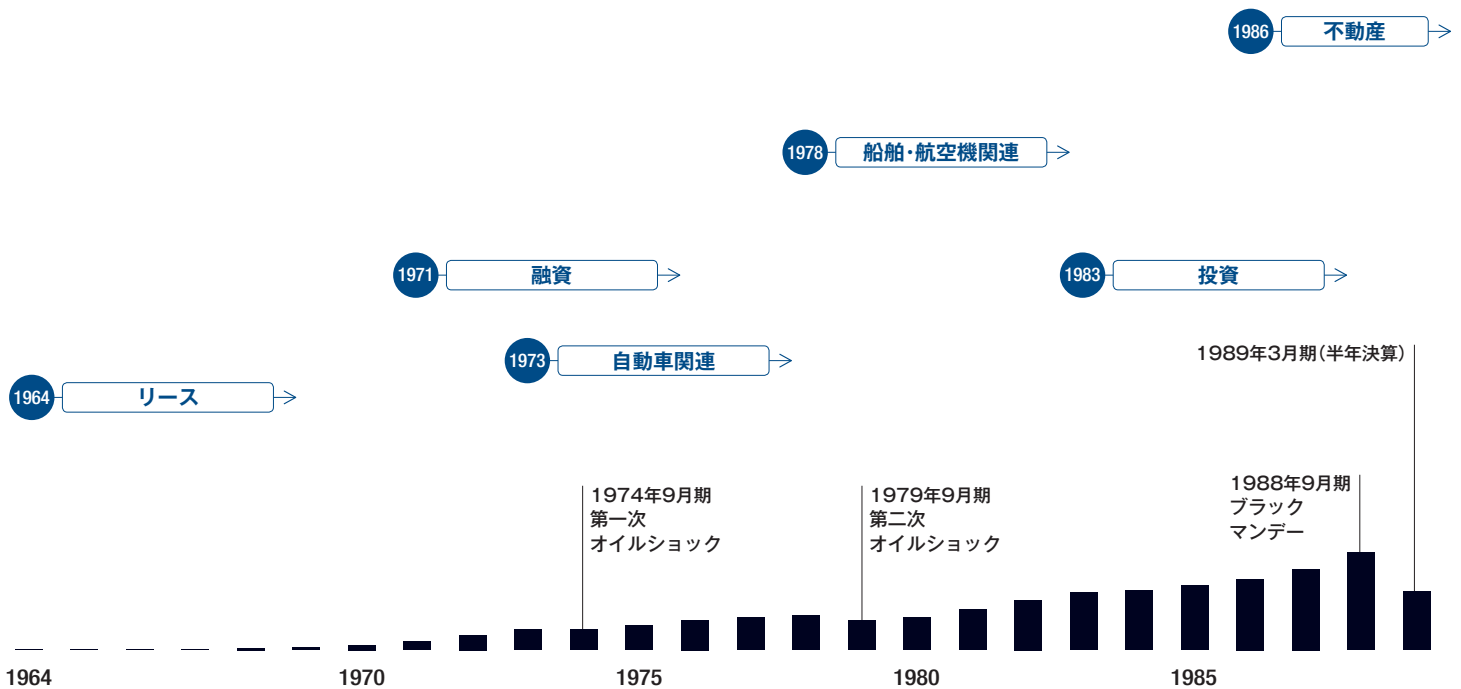 1986 不動産
1978 船舶・航空機関連
1971 融資
1983 投資
1973 自動車関連
1989年3月期(半年決算)
1964 リース
1974年9月期
第一次
オイルショック
1979年9月期
第二次
オイルショック
1988年9月期
ブラック
マンデー
1964 1970 1975 1980 1985